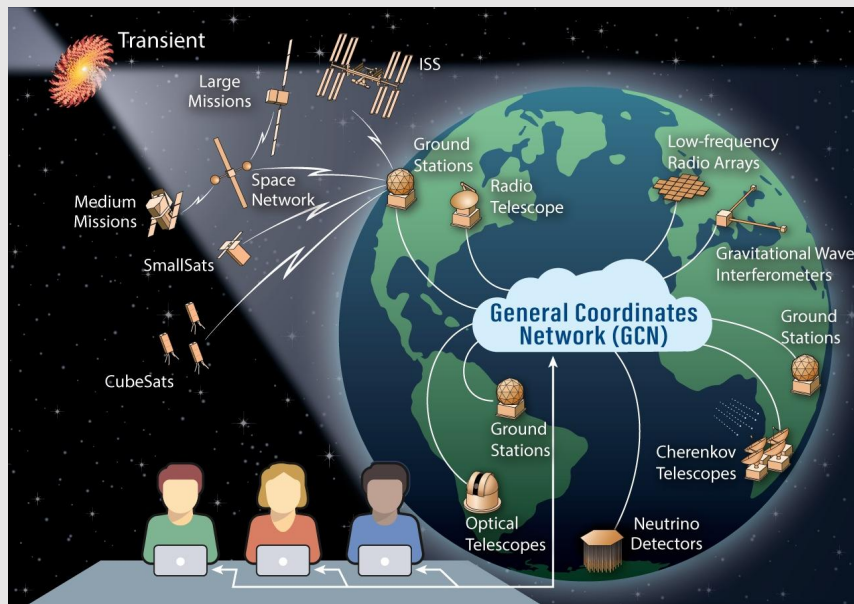 Transient
Large
Missions
ISS
Ground
Stations
Low-frequency
Radio Arrays
Radio
Telescope
Space
Network
Medium
Missions
SmallSats
Gravitational Wave
Interferometers
General Coordinates
Network (GCN)
Ground
Stations
CubeSats
Ground
Stations
Cherenkov
Telescopes
Optical
Telescopes
Neutrino
Detectors